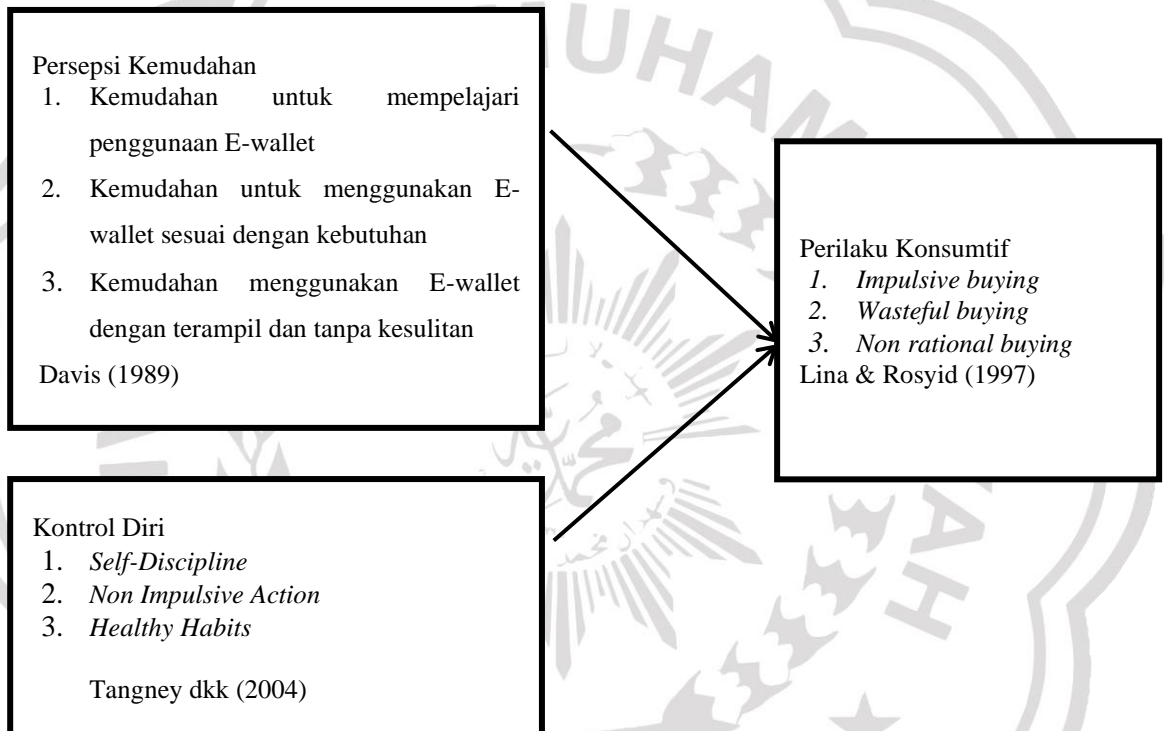 Persepsi Kemudahan
1. Kemudahan untuk mempelajari
penggunaan E-wallet
2. Kemudahan untuk menggunakan E-
wallet sesuai dengan kebutuhan
3. Kemudahan menggunakan E-wallet
dengan terampil dan tanpa kesulitan
Davis (1989)
Perilaku Konsumtif
1. Impulsive buying
2. Wasteful buying
3. Non rational buying
Lina & Rosyid (1997)
Kontrol Diri
1. Self-Discipline
2. Non Impulsive Action
3. Healthy Habits
Tangney dkk (2004)
MUHAM
AH